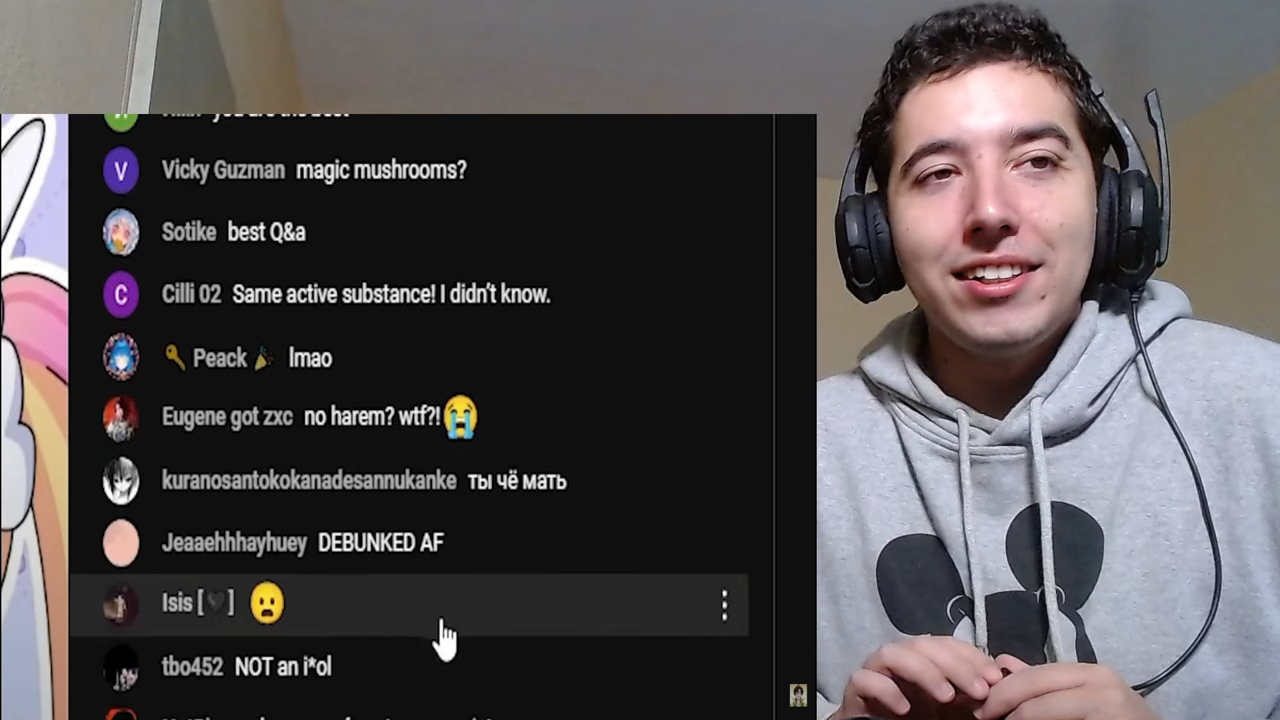 V Vicky Guzman magic mushrooms?
Sotike best Q&a
C Cilli 02 Same active substance! I didn't know.
🔑 Peack 🎉 lmao
Eugene got zxc no harem? wtf?! 😭
kuranosantokokanadesannukanke ты чё мать
Jeaaehhhayhuey DEBUNKED AF
Isis [🖤] 😦
tbo452 NOT an i*ol